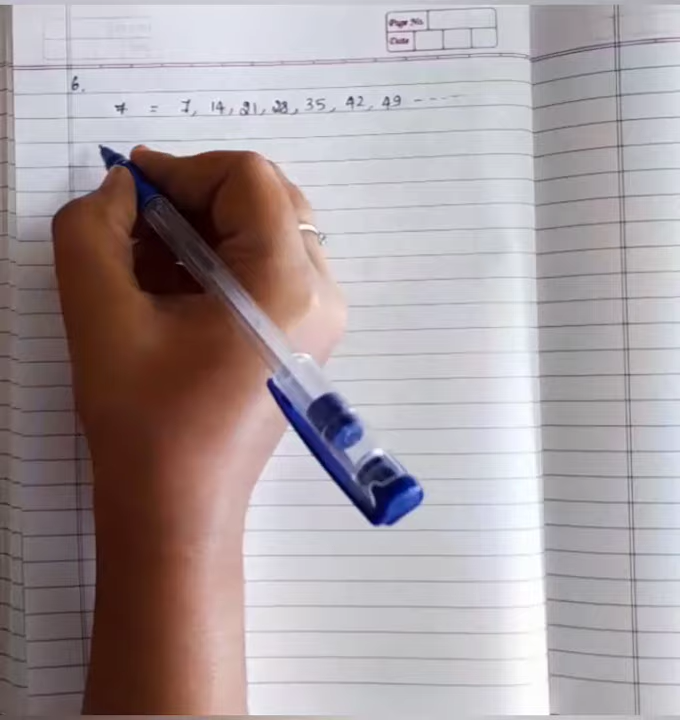 Page No.
Date
6.
7 = 7, 14, 21, 28, 35, 42, 49 -----